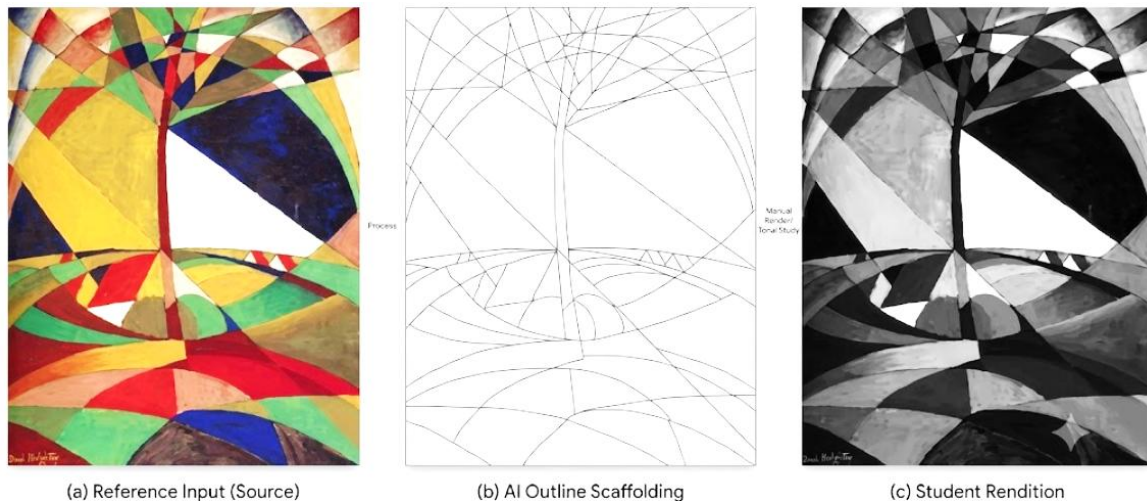 Process
Manual
Render/
Tonal Study
(a) Reference Input (Source)
(b) AI Outline Scaffolding
(c) Student Rendition